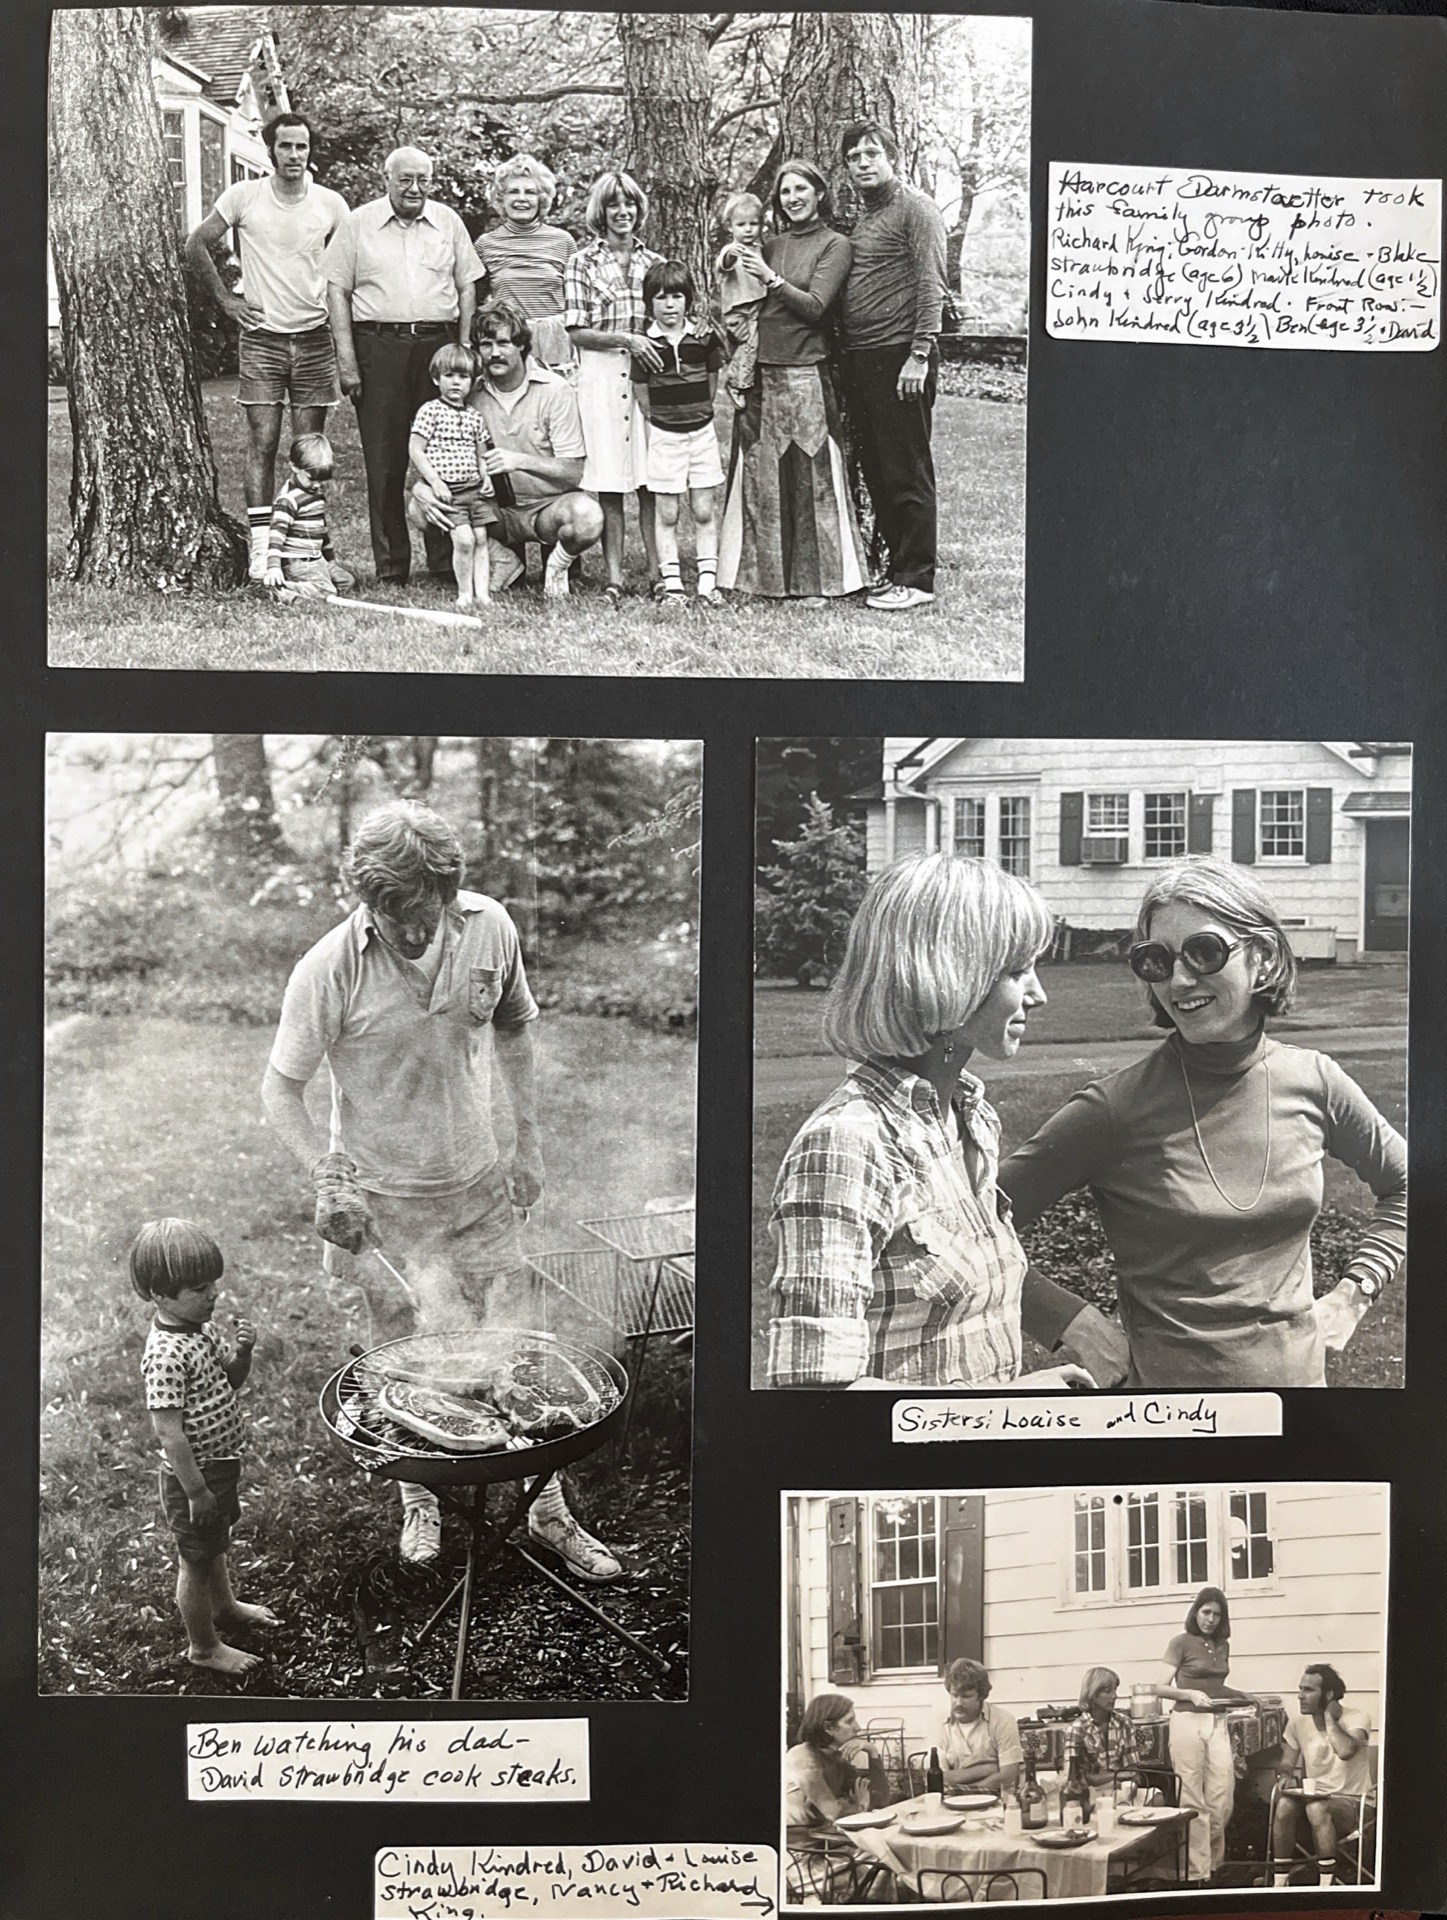 Harcourt Darmstaetter took
this family group photo.
Richard King; Gordon - Kitty, Louise - Blake
Strawbridge (age 6) Mark Kindred (age 1½)
Cindy + Jerry Kindred. Front Row:-
John Kindred (age 3½) Ben (age 3½ + David
Sisters: Louise and Cindy
Ben watching his dad-
David Strawbridge cook steaks.
Cindy Kindred, David + Louise
Strawbridge, Nancy + Richard
King.